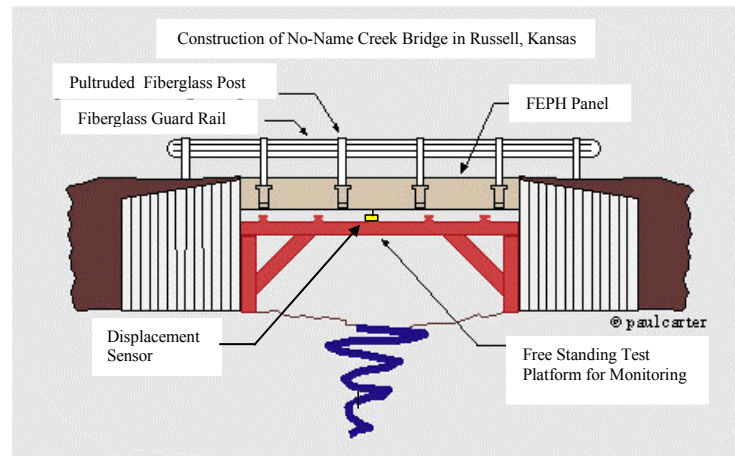 Construction of No-Name Creek Bridge in Russell, Kansas
Pultruded Fiberglass Post
FEPH Panel
Fiberglass Guard Rail
© paulcarter
Displacement
Sensor
Free Standing Test
Platform for Monitoring